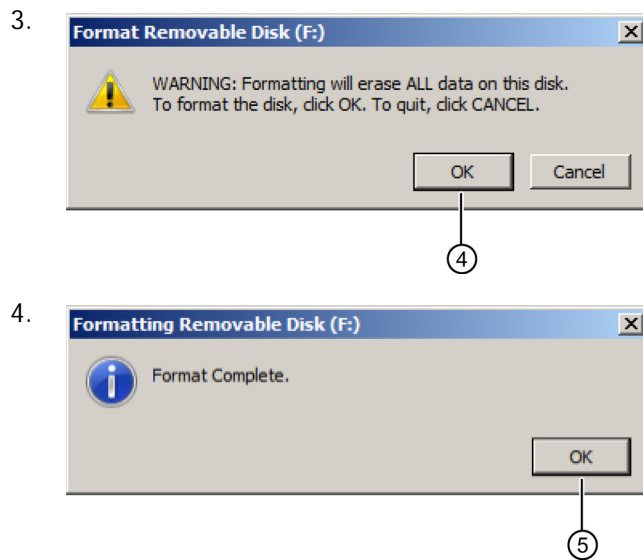 3.
Format Removable Disk (F:)
WARNING: Formatting will erase ALL data on this disk.
To format the disk, click OK. To quit, click CANCEL.
OK Cancel
4
4.
Formatting Removable Disk (F:)
Format Complete.
OK
5